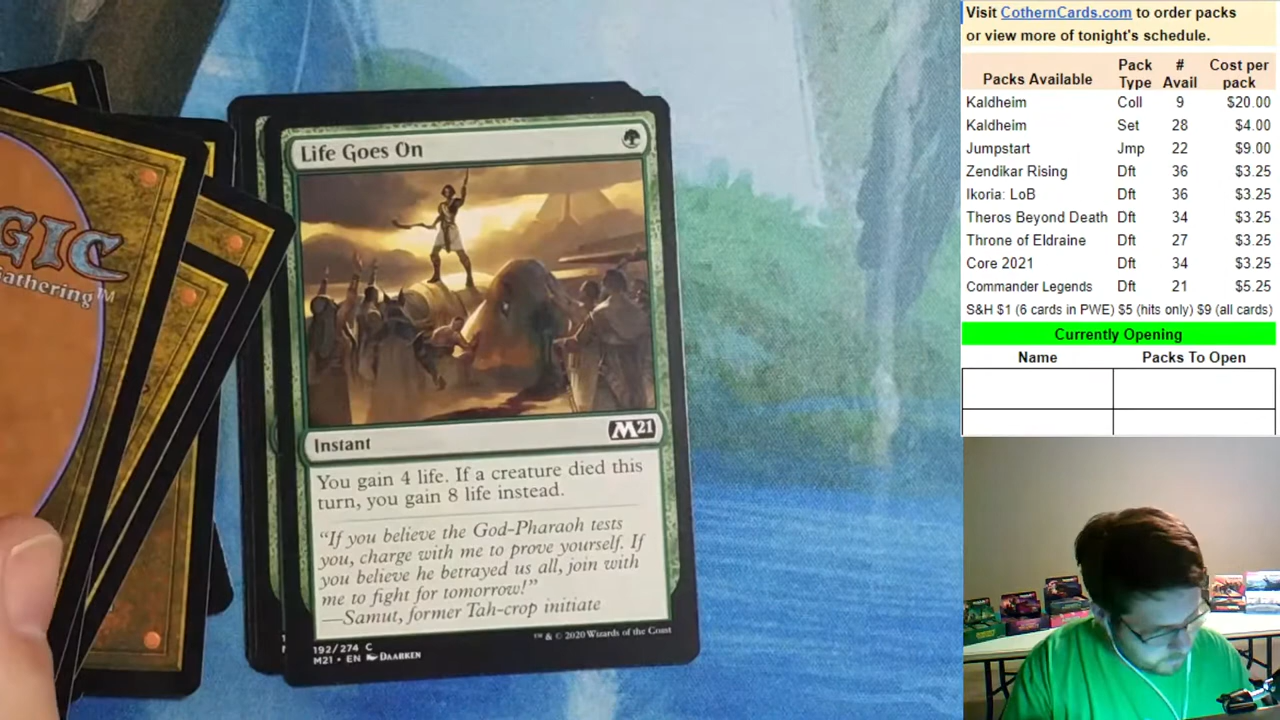 GIC
Gathering™
Life Goes On
Instant
M21
You gain 4 life. If a creature died this
turn, you gain 8 life instead.
"If you believe the God-Pharaoh tests
you, charge with me to prove yourself. If
you believe he betrayed us all, join with
me to fight for tomorrow!"
—Samut, former Tah-crop initiate
192/274 C
M21 • EN DAARKEN
™ & © 2020 Wizards of the Coast
Visit CothernCards.com to order packs
or view more of tonight's schedule.
Packs Available Pack Type # Avail Cost per pack
Kaldheim Coll 9 $20.00
Kaldheim Set 28 $4.00
Jumpstart Jmp 22 $9.00
Zendikar Rising Dft 36 $3.25
Ikoria: LoB Dft 36 $3.25
Theros Beyond Death Dft 34 $3.25
Throne of Eldraine Dft 27 $3.25
Core 2021 Dft 34 $3.25
Commander Legends Dft 21 $5.25
S&H $1 (6 cards in PWE) $5 (hits only) $9 (all cards)
Currently Opening
Name Packs To Open